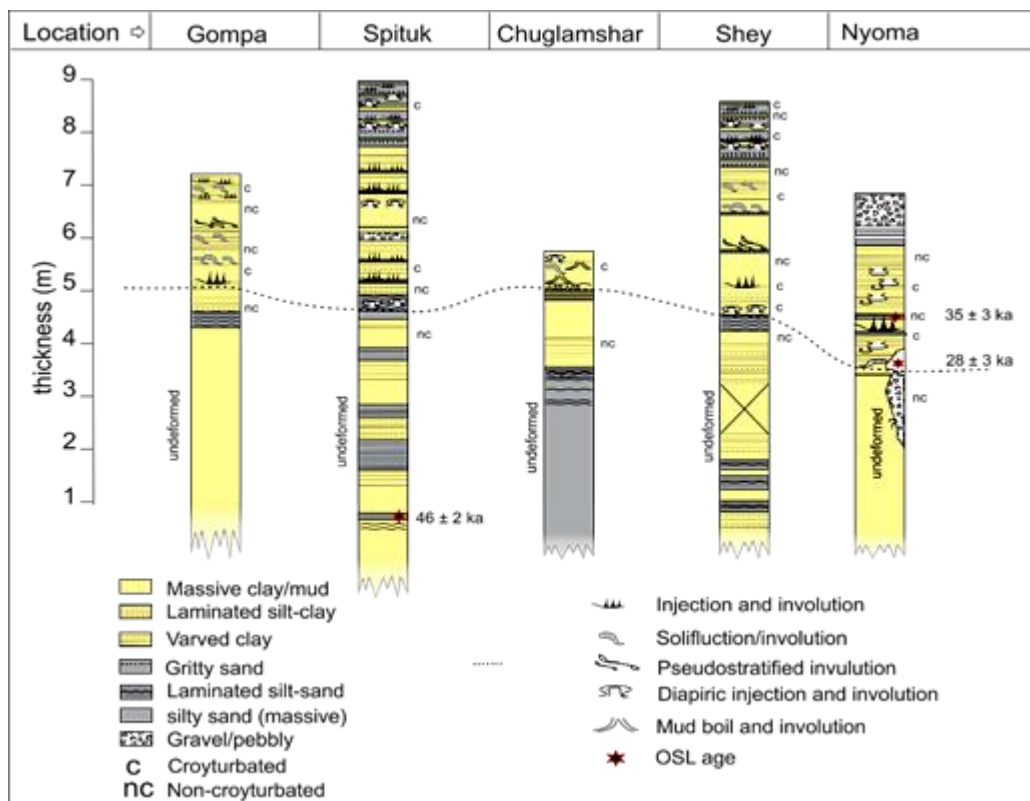 Location ⇨ Gompa Spituk Chuglamshar Shey Nyoma
thickness (m)
9
8
7
6
5
4
3
2
1
c
nc
nc
c
nc
undeformed
c
nc
c
nc
nc
undeformed
46 ± 2 ka
c
nc
undeformed
c
nc
c
nc
c
nc
c
c
nc
undeformed
nc
c
nc 35 ± 3 ka
c
28 ± 3 ka
nc
undeformed
Massive clay/mud
Laminated silt-clay
Varved clay
Gritty sand
Laminated silt-sand
silty sand (massive)
Gravel/pebbly
c Croyturbated
nc Non-croyturbated
Injection and involution
Solifluction/involution
Pseudostratified invulution
Diapiric injection and involution
Mud boil and involution
OSL age